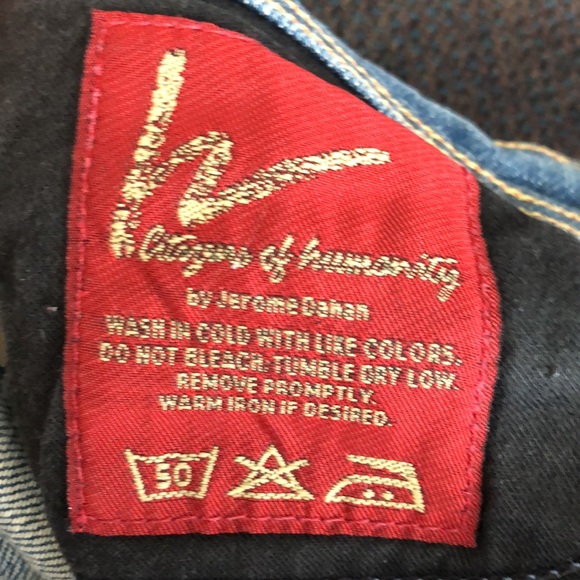 h
Citizens of humanity
by Jerome Dahan
WASH IN COLD WITH LIKE COLORS.
DO NOT BLEACH. TUMBLE DRY LOW.
REMOVE PROMPTLY.
WARM IRON IF DESIRED.
50